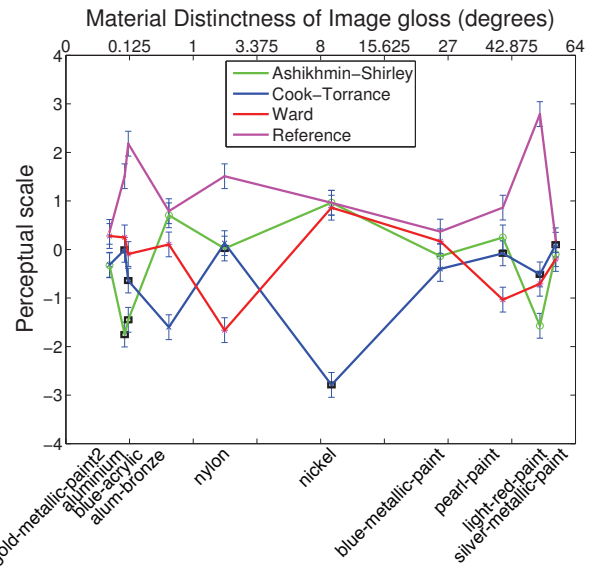 Material Distinctness of Image gloss (degrees)
0 0.125 1 3.375 8 15.625 27 42.875 64
Ashikhmin−Shirley
Cook−Torrance
Ward
Reference
Perceptual scale
4
3
2
1
0
−1
−2
−3
−4
gold-metallic-paint2
aluminium
blue-acrylic
alum-bronze
nylon
nickel
blue-metallic-paint
pearl-paint
light-red-paint
silver-metallic-paint